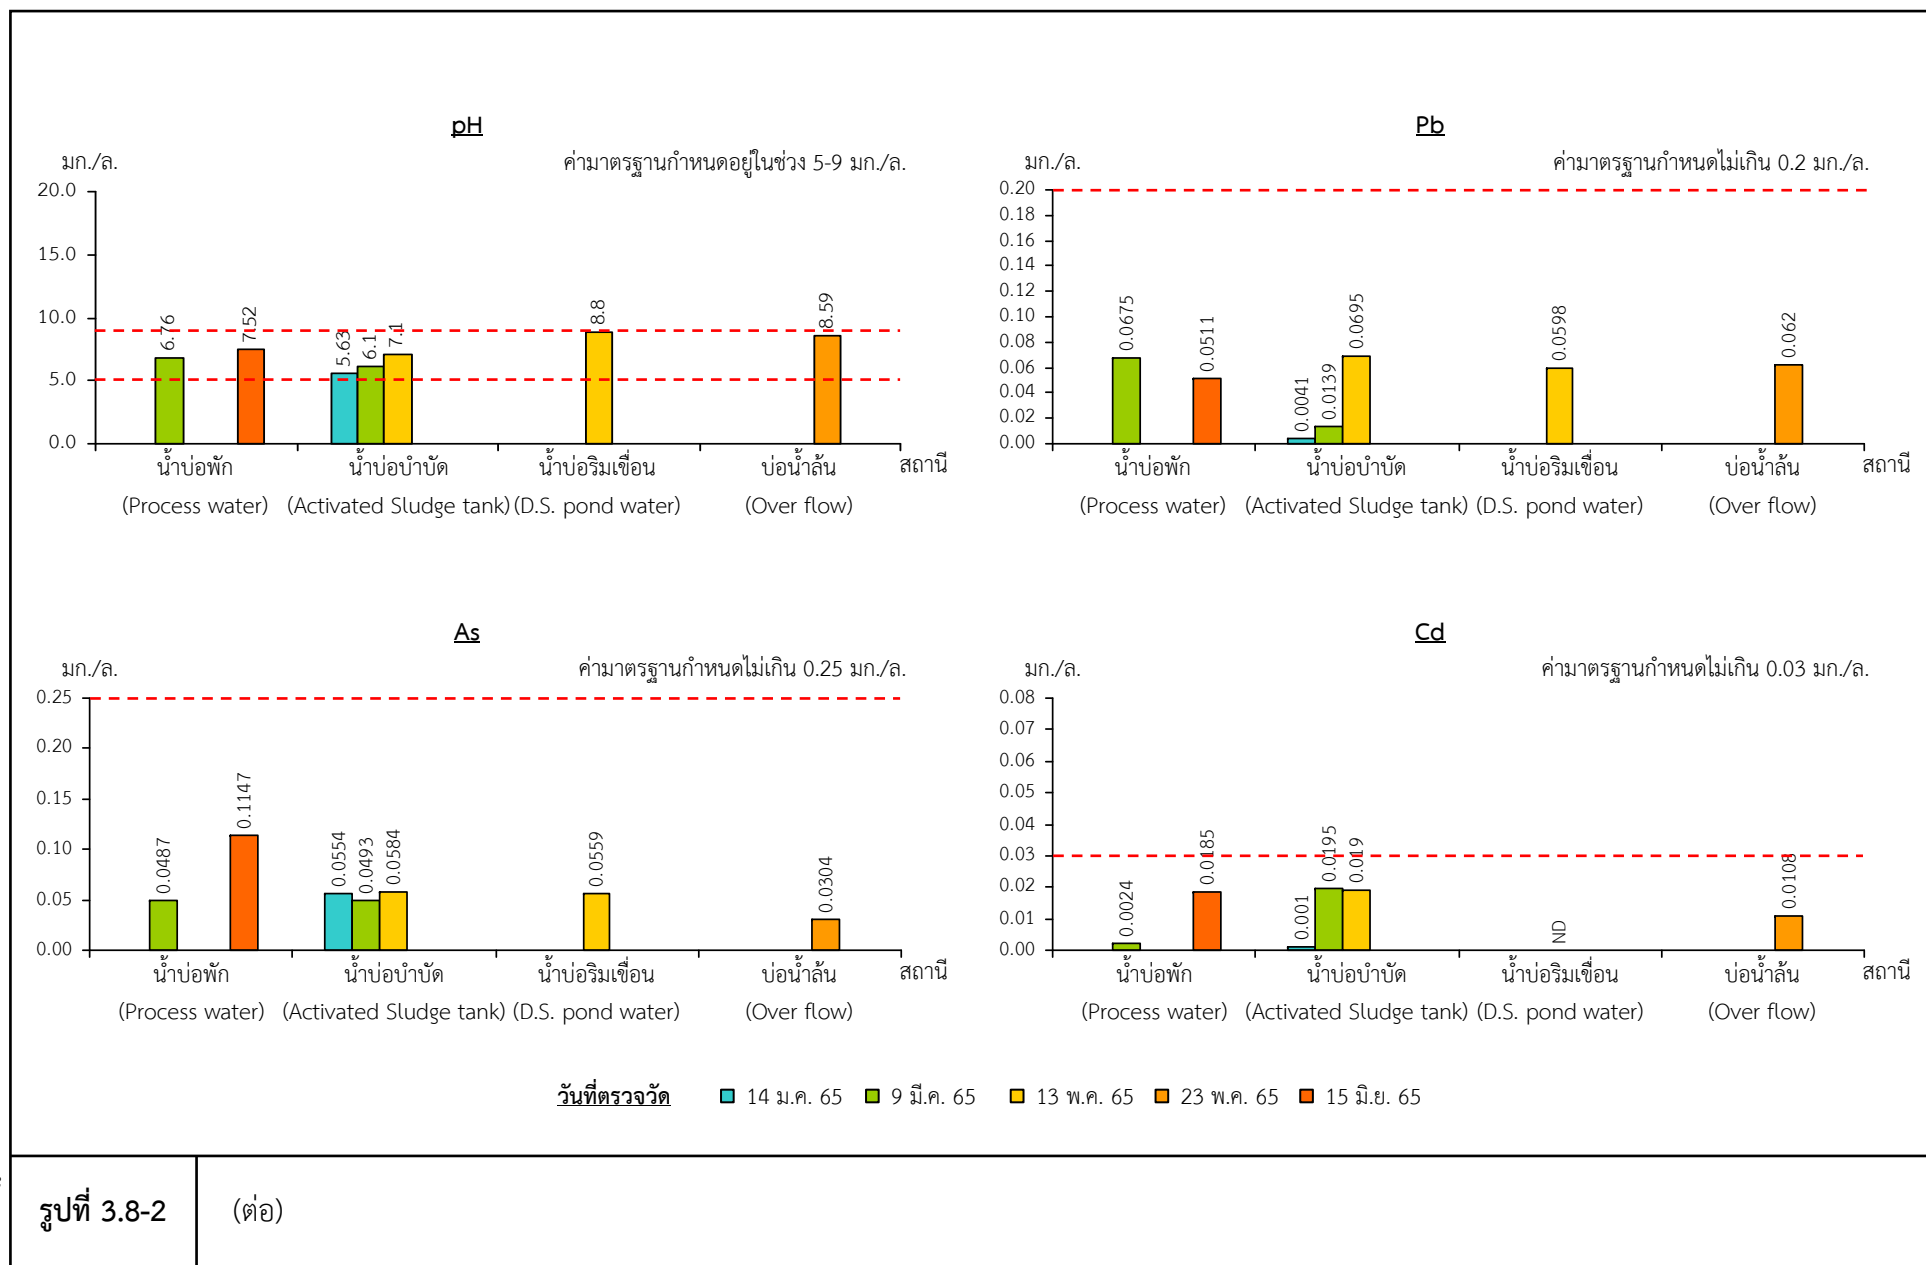 pH
มก./ล.
ค่ามาตรฐานกำหนดอยู่ในช่วง 5-9 มก./ล.
20.0
15.0
10.0
5.0
0.0
6.76
7.52
5.63
6.1
7.1
8.8
8.59
น้ำบ่อพัก น้ำบ่อบำบัด น้ำบ่อริมเขื่อน บ่อน้ำล้น สถานี
(Process water) (Activated Sludge tank) (D.S. pond water) (Over flow)
Pb
มก./ล.
ค่ามาตรฐานกำหนดไม่เกิน 0.2 มก./ล.
0.20
0.18
0.16
0.14
0.12
0.10
0.08
0.06
0.04
0.02
0.00
0.0675
0.0511
0.0041
0.0139
0.0695
0.0598
0.062
น้ำบ่อพัก น้ำบ่อบำบัด น้ำบ่อริมเขื่อน บ่อน้ำล้น สถานี
(Process water) (Activated Sludge tank) (D.S. pond water) (Over flow)
As
มก./ล.
ค่ามาตรฐานกำหนดไม่เกิน 0.25 มก./ล.
0.25
0.20
0.15
0.10
0.05
0.00
0.0487
0.1147
0.0554
0.0493
0.0584
0.0559
0.0304
น้ำบ่อพัก น้ำบ่อบำบัด น้ำบ่อริมเขื่อน บ่อน้ำล้น สถานี
(Process water) (Activated Sludge tank) (D.S. pond water) (Over flow)
Cd
มก./ล.
ค่ามาตรฐานกำหนดไม่เกิน 0.03 มก./ล.
0.08
0.07
0.06
0.05
0.04
0.03
0.02
0.01
0.00
0.0024
0.0185
0.001
0.0195
0.019
ND
0.0108
น้ำบ่อพัก น้ำบ่อบำบัด น้ำบ่อริมเขื่อน บ่อน้ำล้น สถานี
(Process water) (Activated Sludge tank) (D.S. pond water) (Over flow)
วันที่ตรวจวัด 14 ม.ค. 65 9 มี.ค. 65 13 พ.ค. 65 23 พ.ค. 65 15 มิ.ย. 65
รูปที่ 3.8-2 (ต่อ)